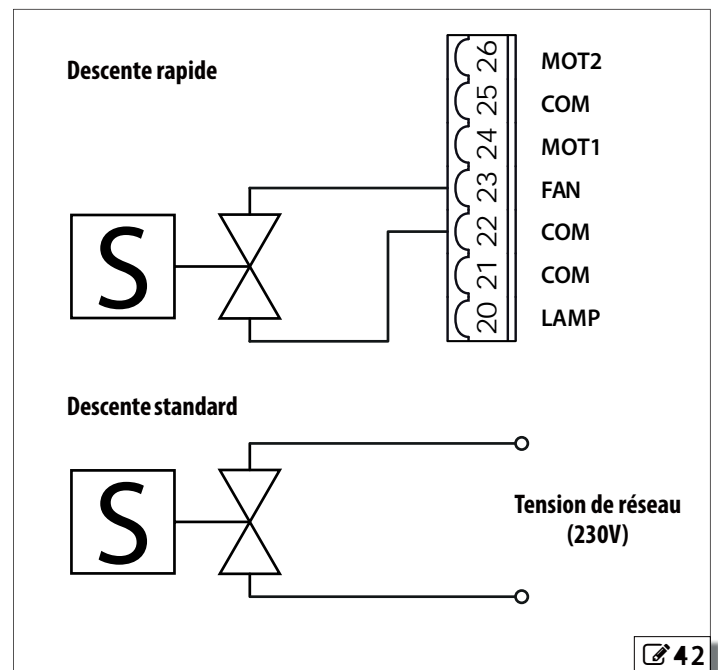 Descente rapide
26 MOT2
25 COM
24 MOT1
23 FAN
22 COM
21 COM
20 LAMP
S
Descente standard
S
Tension de réseau
(230V)
42